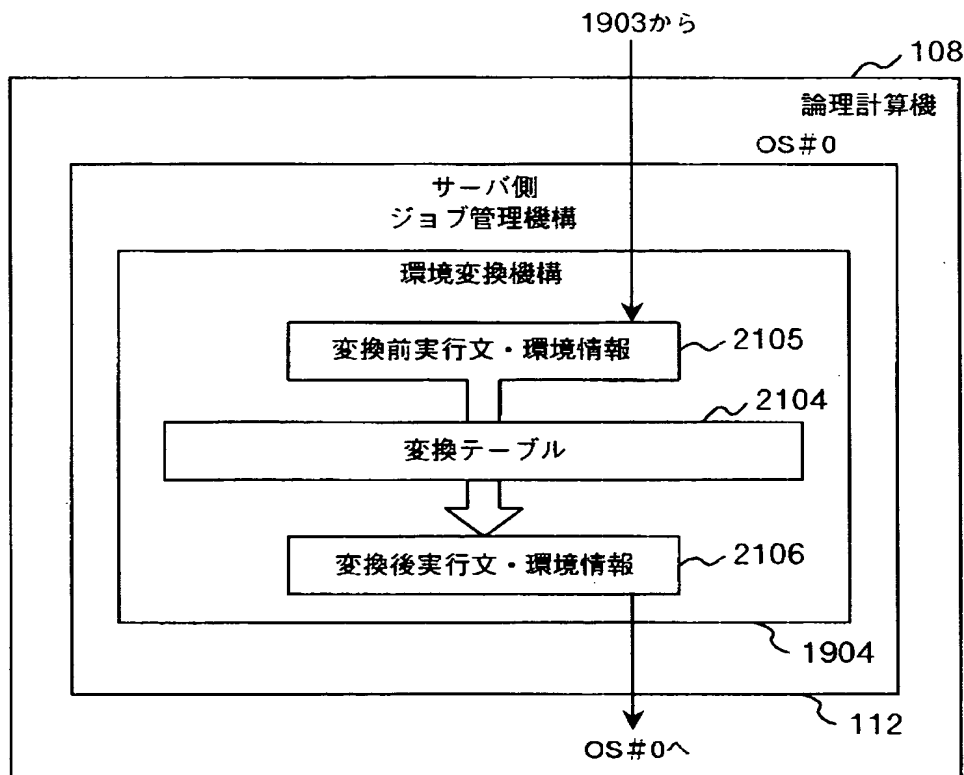 1903から
108
論理計算機
OS#0
サーバ側
ジョブ管理機構
環境変換機構
変換前実行文・環境情報
2105
2104
変換テーブル
変換後実行文・環境情報
2106
1904
112
OS#0へ